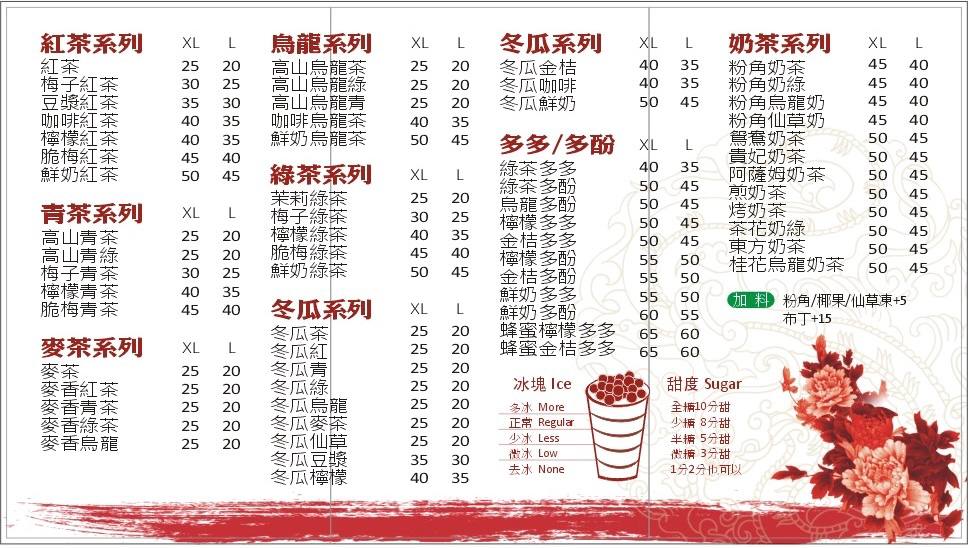 紅茶系列 XL L
紅茶 25 20
梅子紅茶 30 25
豆漿紅茶 35 30
咖啡紅茶 40 35
檸檬紅茶 40 35
脆梅紅茶 45 40
鮮奶紅茶 50 45
青茶系列 XL L
高山青茶 25 20
高山青綠 25 20
梅子青茶 30 25
檸檬青茶 40 35
脆梅青茶 45 40
麥茶系列 XL L
麥茶 25 20
麥香紅茶 25 20
麥香青茶 25 20
麥香綠茶 25 20
麥香烏龍 25 20
烏龍系列 XL L
高山烏龍茶 25 20
高山烏龍綠 25 20
高山烏龍青 25 20
咖啡烏龍茶 40 35
鮮奶烏龍茶 50 45
綠茶系列 XL L
茉莉綠茶 25 20
梅子綠茶 30 25
檸檬綠茶 40 35
脆梅綠茶 45 40
鮮奶綠茶 50 45
冬瓜系列 XL L
冬瓜茶 25 20
冬瓜紅 25 20
冬瓜青 25 20
冬瓜綠 25 20
冬瓜烏龍 25 20
冬瓜麥茶 25 20
冬瓜仙草 25 20
冬瓜豆漿 35 30
冬瓜檸檬 40 35
冬瓜系列 XL L
冬瓜金桔 40 35
冬瓜咖啡 40 35
冬瓜鮮奶 50 45
多多/多酚 XL L
綠茶多多 40 35
綠茶多酚 50 45
烏龍多酚 50 45
檸檬多多 50 45
金桔多多 50 45
檸檬多酚 55 50
金桔多酚 55 50
鮮奶多多 55 50
鮮奶多酚 60 55
蜂蜜檸檬多多 65 60
蜂蜜金桔多多 65 60
冰塊 Ice
多冰 More
正常 Regular
少冰 Less
微冰 Low
去冰 None
奶茶系列 XL L
粉角奶茶 45 40
粉角奶綠 45 40
粉角烏龍奶 45 40
粉角仙草奶 45 40
鴛鴦奶茶 50 45
貴妃奶茶 50 45
阿薩姆奶茶 50 45
煎奶茶 50 45
烤奶茶 50 45
茶花奶綠 50 45
東方奶茶 50 45
桂花烏龍奶茶 50 45
加料 粉角/椰果/仙草凍+5
布丁+15
甜度 Sugar
全糖10分甜
少糖 8分甜
半糖 5分甜
微糖 3分甜
1分2分也可以